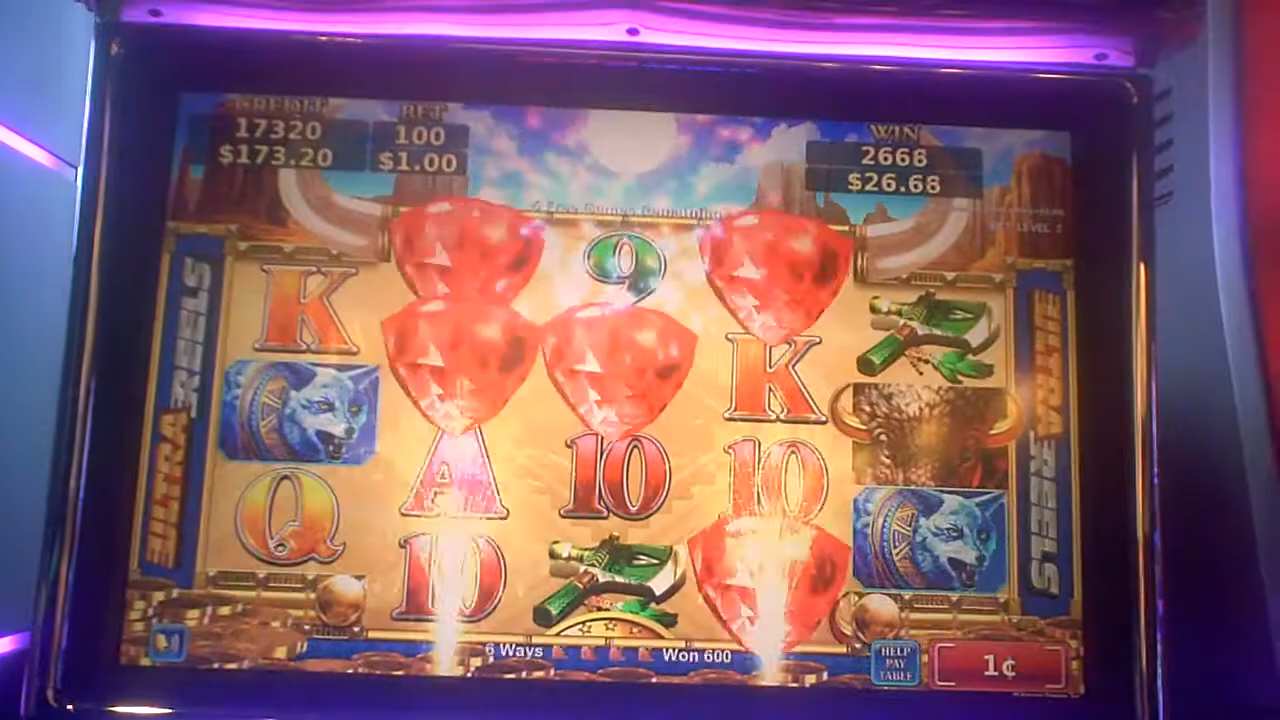 CREDIT
17320
$173.20
BET
100
$1.00
WIN
2668
$26.68
LEVEL
ULTRA REELS
K
Q
A
10
9
10
K
10
ULTRA REELS
6 Ways
Won 600
HELP
PAY
TABLE
1¢